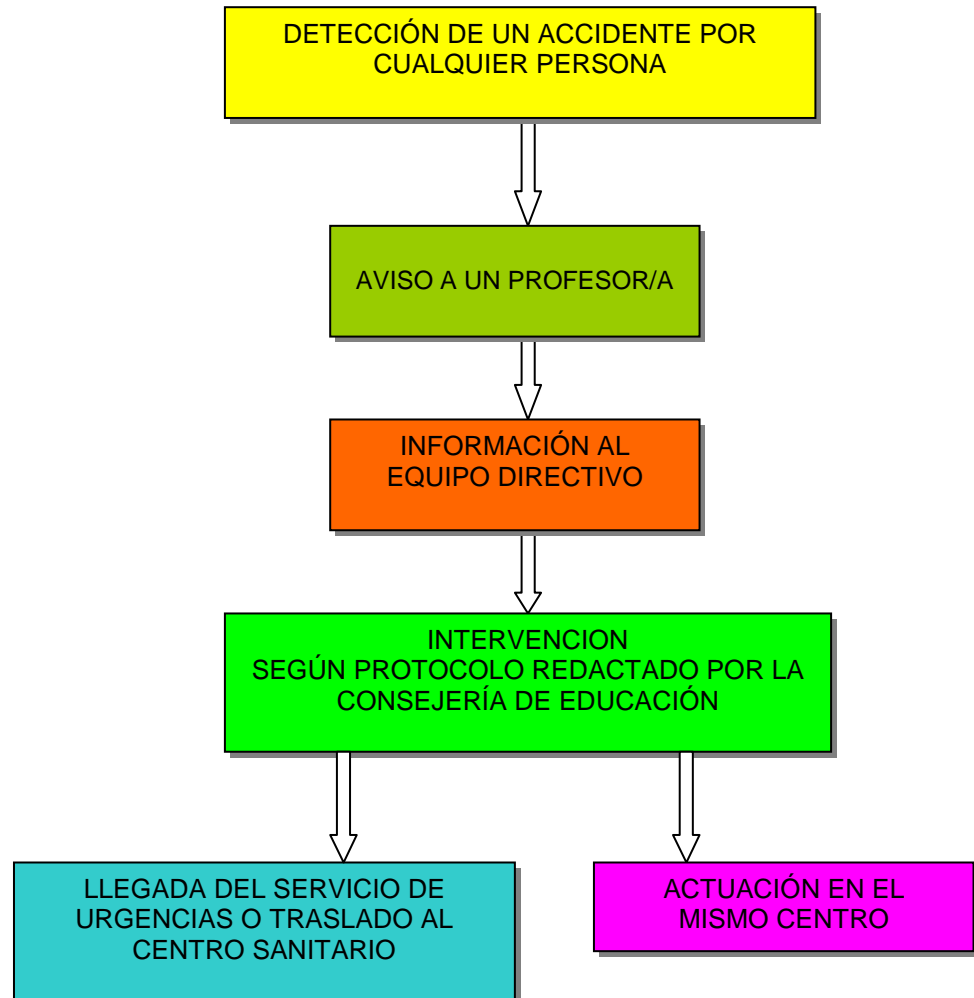 DETECCIÓN DE UN ACCIDENTE POR
CUALQUIER PERSONA
AVISO A UN PROFESOR/A
INFORMACIÓN AL
EQUIPO DIRECTIVO
INTERVENCION
SEGÚN PROTOCOLO REDACTADO POR LA
CONSEJERÍA DE EDUCACIÓN
LLEGADA DEL SERVICIO DE
URGENCIAS O TRASLADO AL
CENTRO SANITARIO
ACTUACIÓN EN EL
MISMO CENTRO